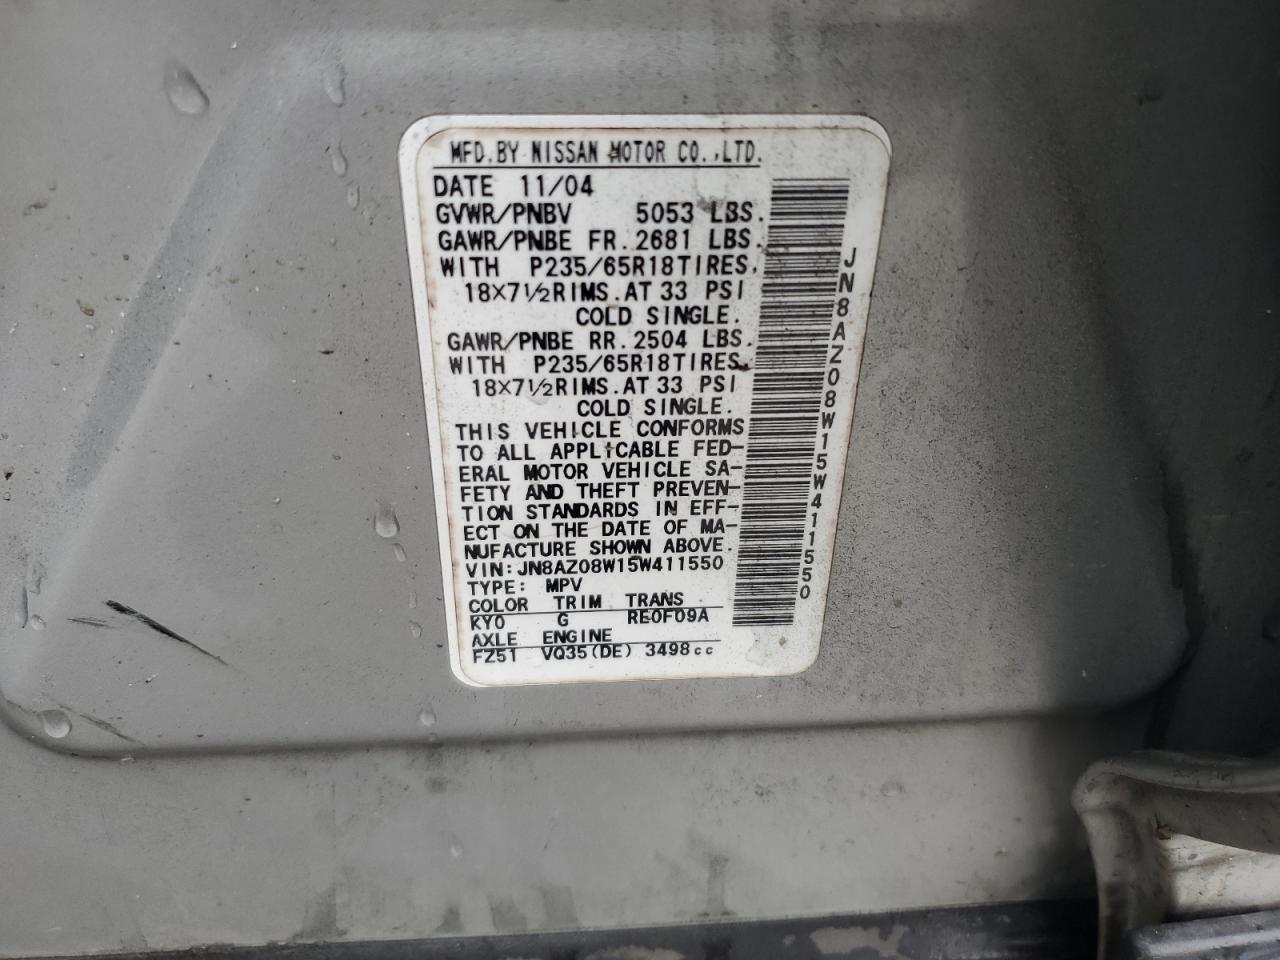 MFD. BY NISSAN MOTOR CO., LTD.
DATE 11/04
GVWR/PNBV 5053 LBS.
GAWR/PNBE FR. 2681 LBS.
WITH P235/65R18TIRES.
18×7½RIMS. AT 33 PSI
COLD SINGLE.
GAWR/PNBE RR. 2504 LBS.
WITH P235/65R18TIRES.
18×7½RIMS. AT 33 PSI
COLD SINGLE.
THIS VEHICLE CONFORMS
TO ALL APPLICABLE FED-
ERAL MOTOR VEHICLE SA-
FETY AND THEFT PREVEN-
TION STANDARDS IN EFF-
ECT ON THE DATE OF MA-
NUFACTURE SHOWN ABOVE.
VIN: JN8AZ08W15W411550
TYPE: MPV
COLOR TRIM TRANS
KY0 G RE0F09A
AXLE ENGINE
FZ51 VQ35(DE) 3498cc
JN8AZ08W15W411550